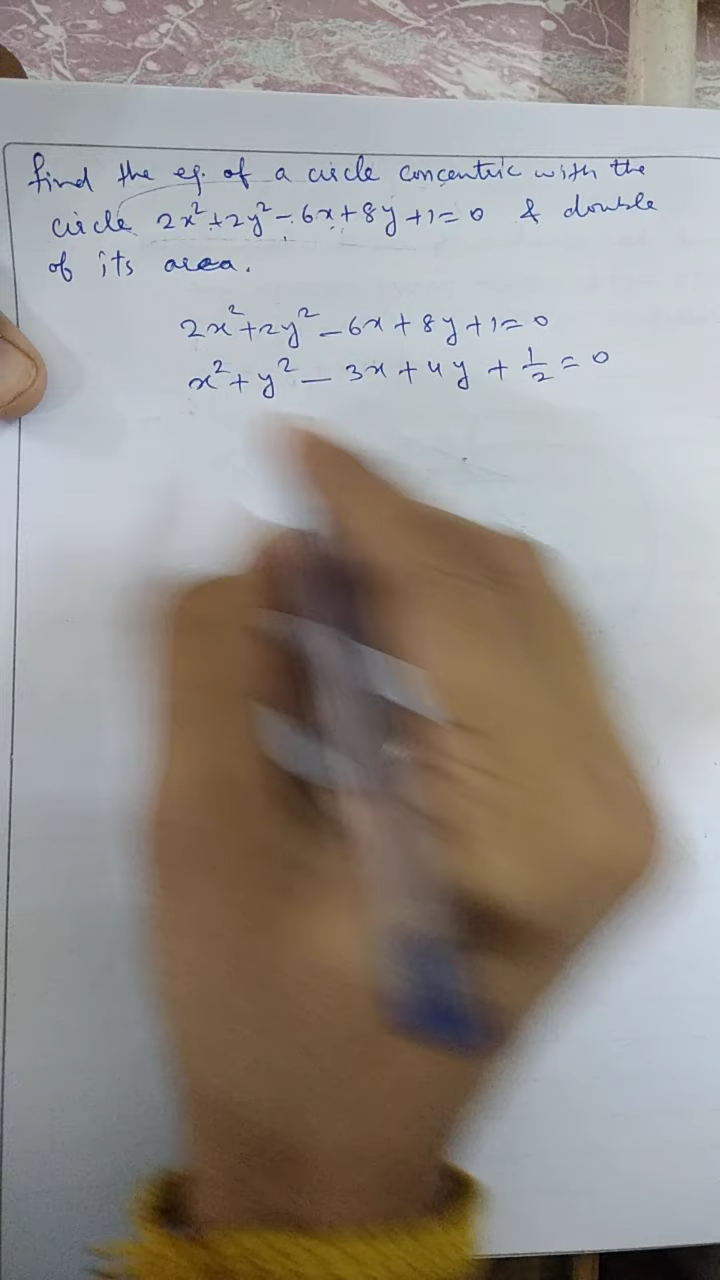 find the eq. of a circle concentric with the
circle 2x²+2y²-6x+8y+1=0 & double
of its area.
2x²+2y²-6x+8y+1=0
x²+y²-3x+4y+1/2=0